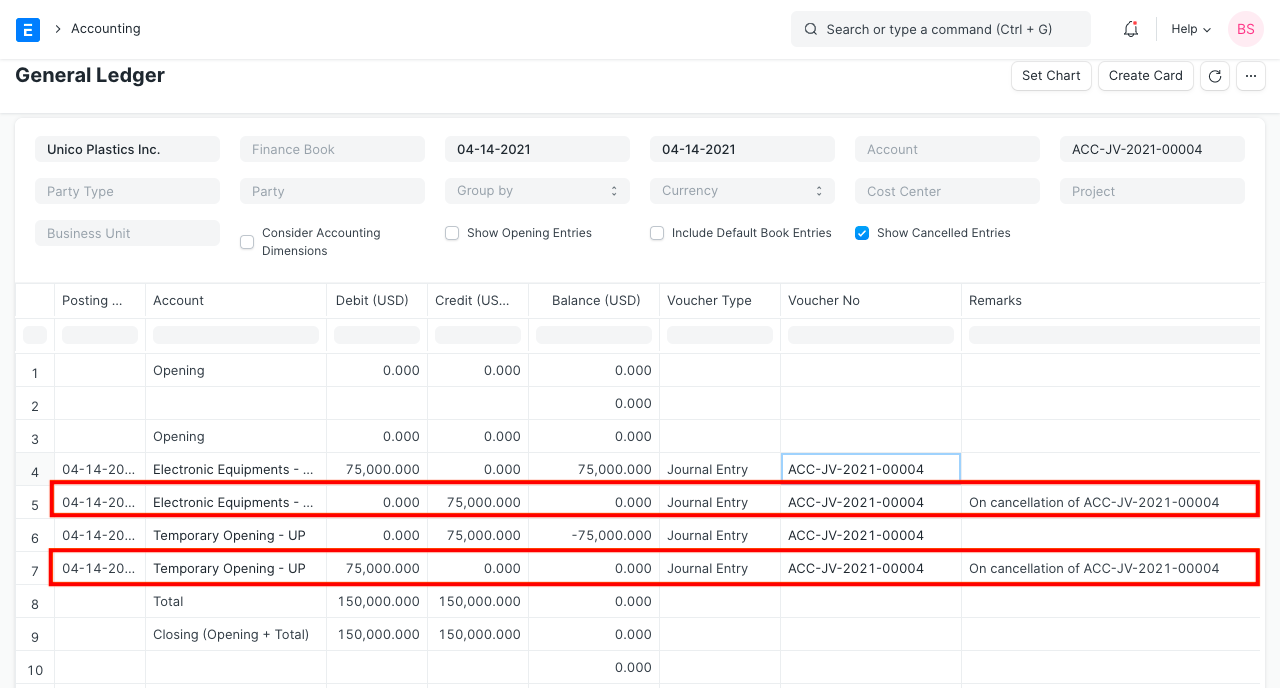 E
Accounting
Search or type a command (Ctrl + G)
Help
BS
General Ledger
Set Chart
Create Card
Unico Plastics Inc.
Finance Book
04-14-2021
04-14-2021
Account
ACC-JV-2021-00004
Party Type
Party
Group by
Currency
Cost Center
Project
Business Unit
Consider Accounting
Dimensions
Show Opening Entries
Include Default Book Entries
Show Cancelled Entries
Posting ... Account Debit (USD) Credit (US... Balance (USD) Voucher Type Voucher No Remarks
1 Opening 0.000 0.000 0.000
2 0.000
3 Opening 0.000 0.000 0.000
4 04-14-20... Electronic Equipments - ... 75,000.000 0.000 75,000.000 Journal Entry ACC-JV-2021-00004
5 04-14-20... Electronic Equipments - ... 0.000 75,000.000 0.000 Journal Entry ACC-JV-2021-00004 On cancellation of ACC-JV-2021-00004
6 04-14-20... Temporary Opening - UP 0.000 75,000.000 -75,000.000 Journal Entry ACC-JV-2021-00004
7 04-14-20... Temporary Opening - UP 75,000.000 0.000 0.000 Journal Entry ACC-JV-2021-00004 On cancellation of ACC-JV-2021-00004
8 Total 150,000.000 150,000.000 0.000
9 Closing (Opening + Total) 150,000.000 150,000.000 0.000
10 0.000